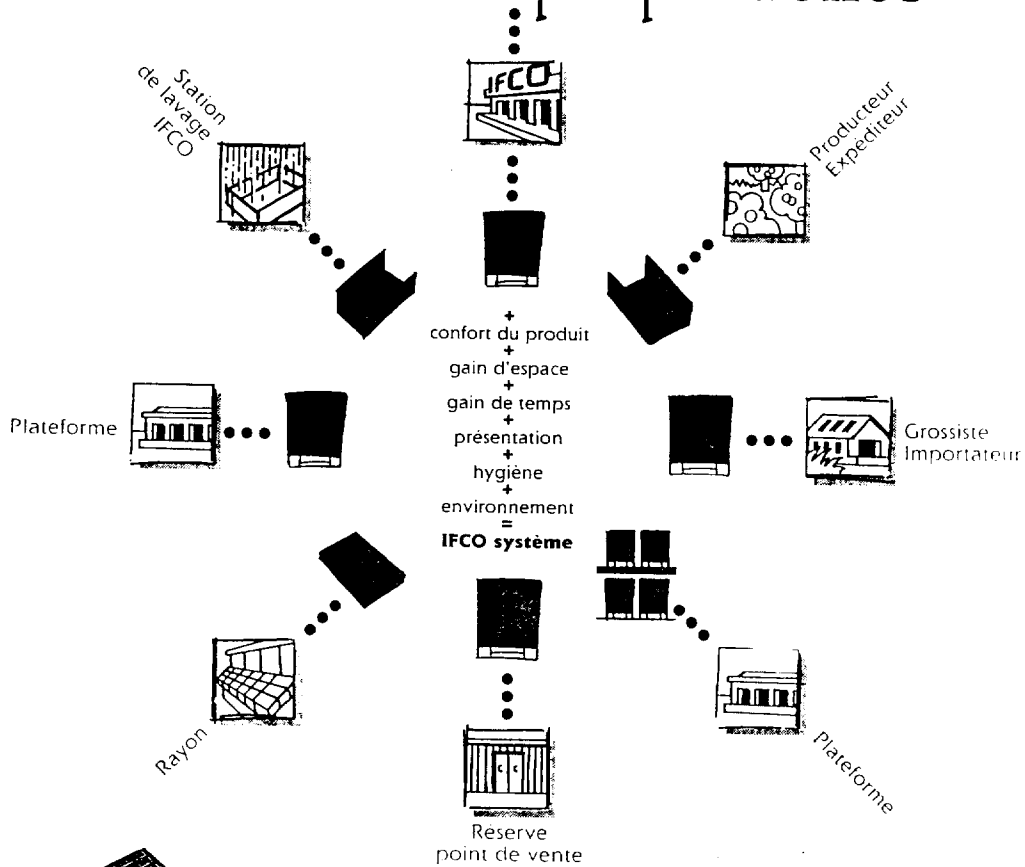 Station
de lavage
IFCO
IFCO
Producteur
Expéditeur
+
confort du produit
+
gain d'espace
+
gain de temps
+
présentation
+
hygiène
+
environnement
=
IFCO système
Plateforme
Grossiste
Importateur
Rayon
Plateforme
Réserve
point de vente